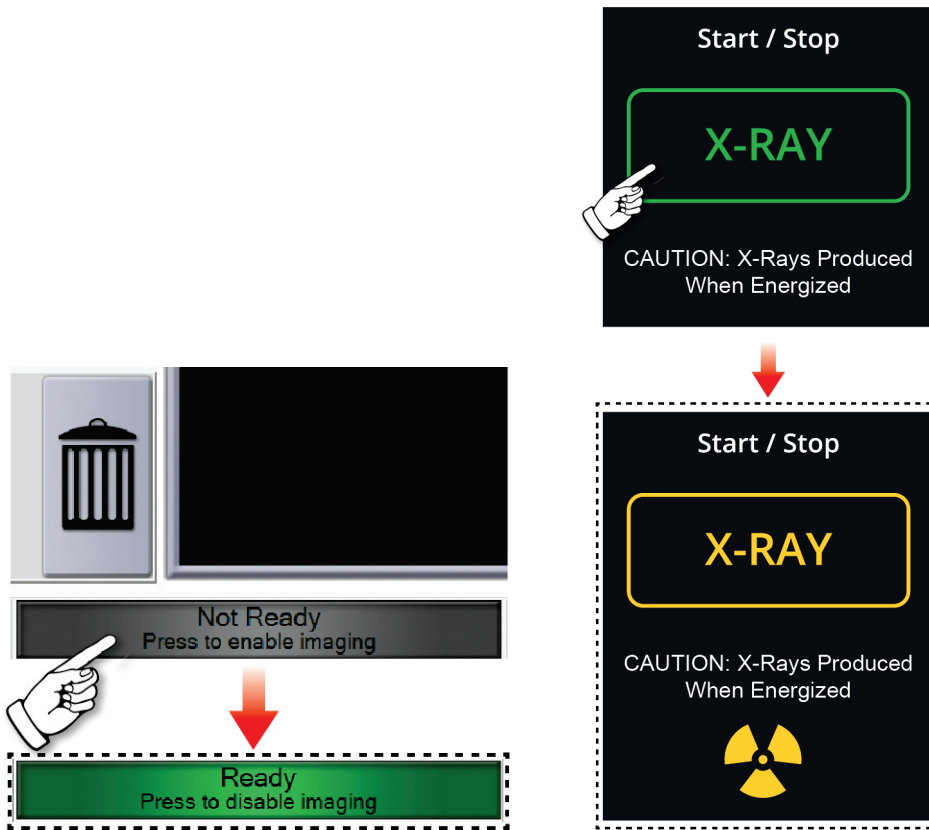 Start / Stop
X-RAY
CAUTION: X-Rays Produced
When Energized
Not Ready
Press to enable imaging
Ready
Press to disable imaging
Start / Stop
X-RAY
CAUTION: X-Rays Produced
When Energized